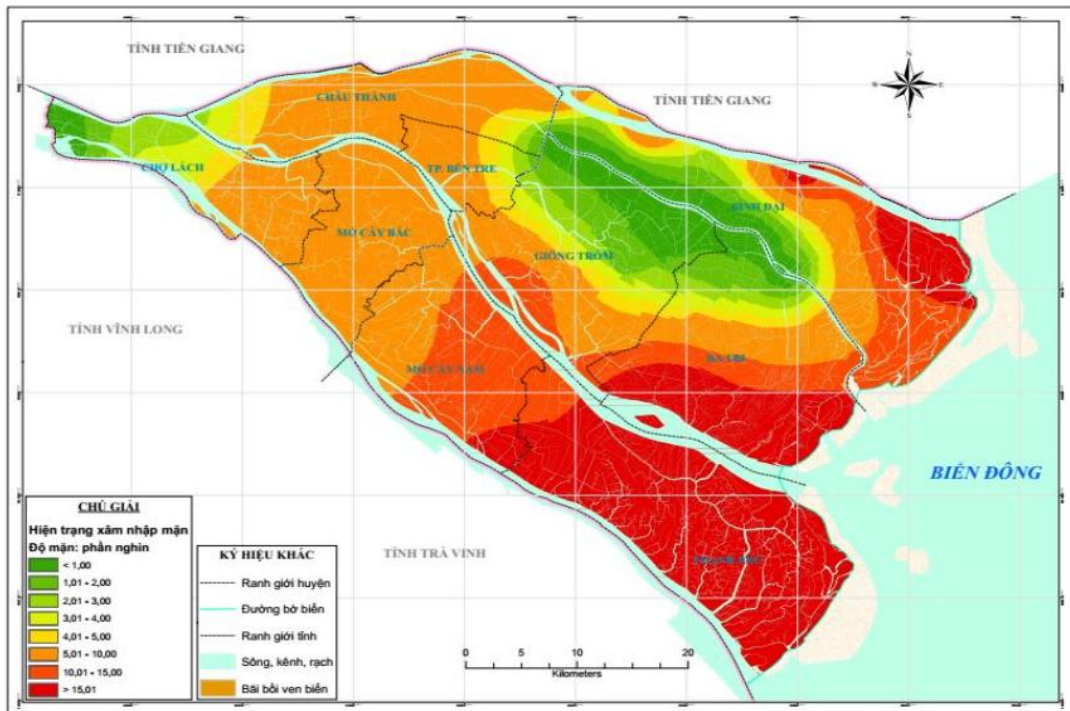 TỈNH TIỀN GIANG
TỈNH TIỀN GIANG
N
W
E
S
CHÂU THÀNH
CHỢ LÁCH
TP. BẾN TRE
BÌNH ĐẠI
MỎ CÀY BẮC
GIỒNG TRÔM
TỈNH VĨNH LONG
BA TRI
MỎ CÀY NAM
BIỂN ĐÔNG
TỈNH TRÀ VINH
THẠNH PHÚ
CHÚ GIẢI
Hiện trạng xâm nhập mặn
Độ mặn: phần nghìn
< 1,00
1,01 - 2,00
2,01 - 3,00
3,01 - 4,00
4,01 - 5,00
5,01 - 10,00
10,01 - 15,00
> 15,01
KÝ HIỆU KHÁC
Ranh giới huyện
Đường bờ biển
Ranh giới tỉnh
Sông, kênh, rạch
Bãi bồi ven biển
0 5 10 20
Kilometers